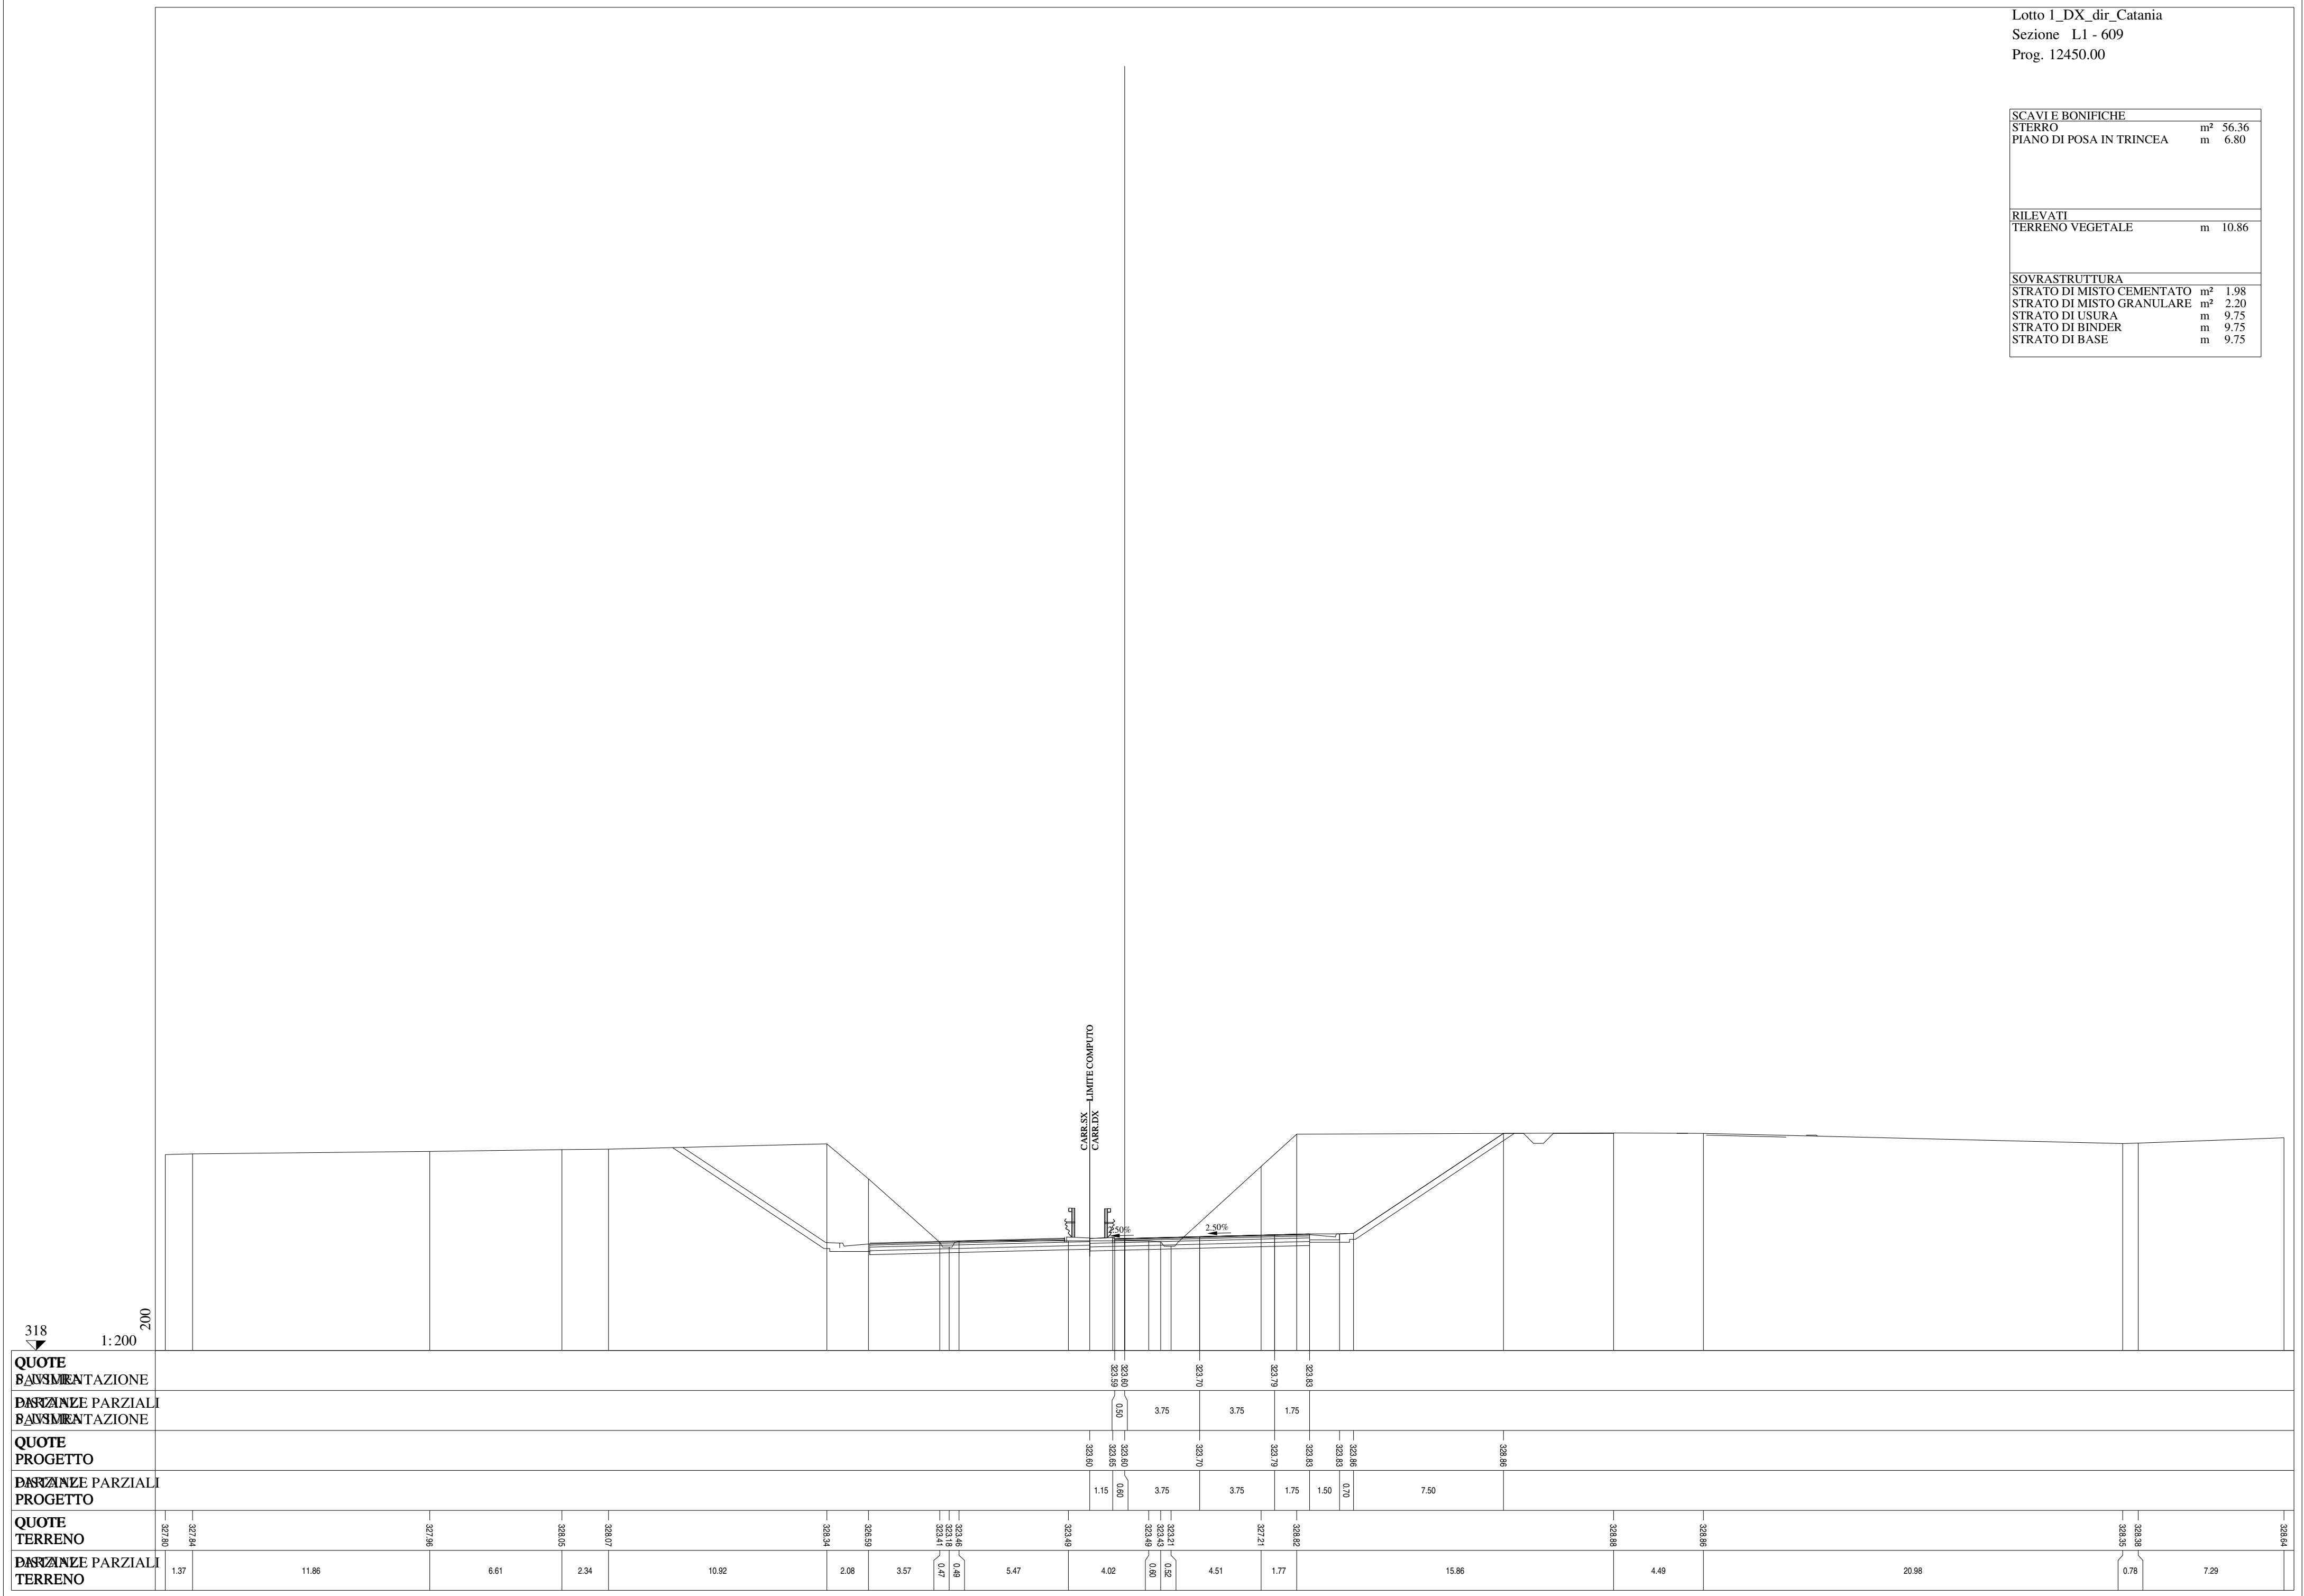 Lotto 1_DX_dir_Catania
Sezione L1 - 609
Prog. 12450.00
SCAVI E BONIFICHE
STERRO m² 56.36
PIANO DI POSA IN TRINCEA m 6.80
RILEVATI
TERRENO VEGETALE m 10.86
SOVRASTRUTTURA
STRATO DI MISTO CEMENTATO m² 1.98
STRATO DI MISTO GRANULARE m² 2.20
STRATO DI USURA m 9.75
STRATO DI BINDER m 9.75
STRATO DI BASE m 9.75
LIMITE COMPUTO
CARR.SX
CARR.DX
2.50%
2.50%
318
1:200
200
QUOTE
PAVIMENTAZIONE
323.59 323.60 323.70 323.79 323.83
PARZIALI
PAVIMENTAZIONE
0.50 3.75 3.75 1.75
QUOTE
PROGETTO
323.60 323.65 323.60 323.70 323.79 323.83 323.83 323.86 328.86
PARZIALI
PROGETTO
1.15 0.60 3.75 3.75 1.75 1.50 0.70 7.50
QUOTE
TERRENO
327.80 327.84 327.96 328.05 328.07 328.34 326.59 323.41 323.18 323.46 323.49 323.49 323.43 323.21 327.21 328.82 328.88 328.86 328.35 328.38 328.64
PARZIALI
TERRENO
1.37 11.86 6.61 2.34 10.92 2.08 3.57 0.47 0.49 5.47 4.02 0.60 0.52 4.51 1.77 15.86 4.49 20.98 0.78 7.29